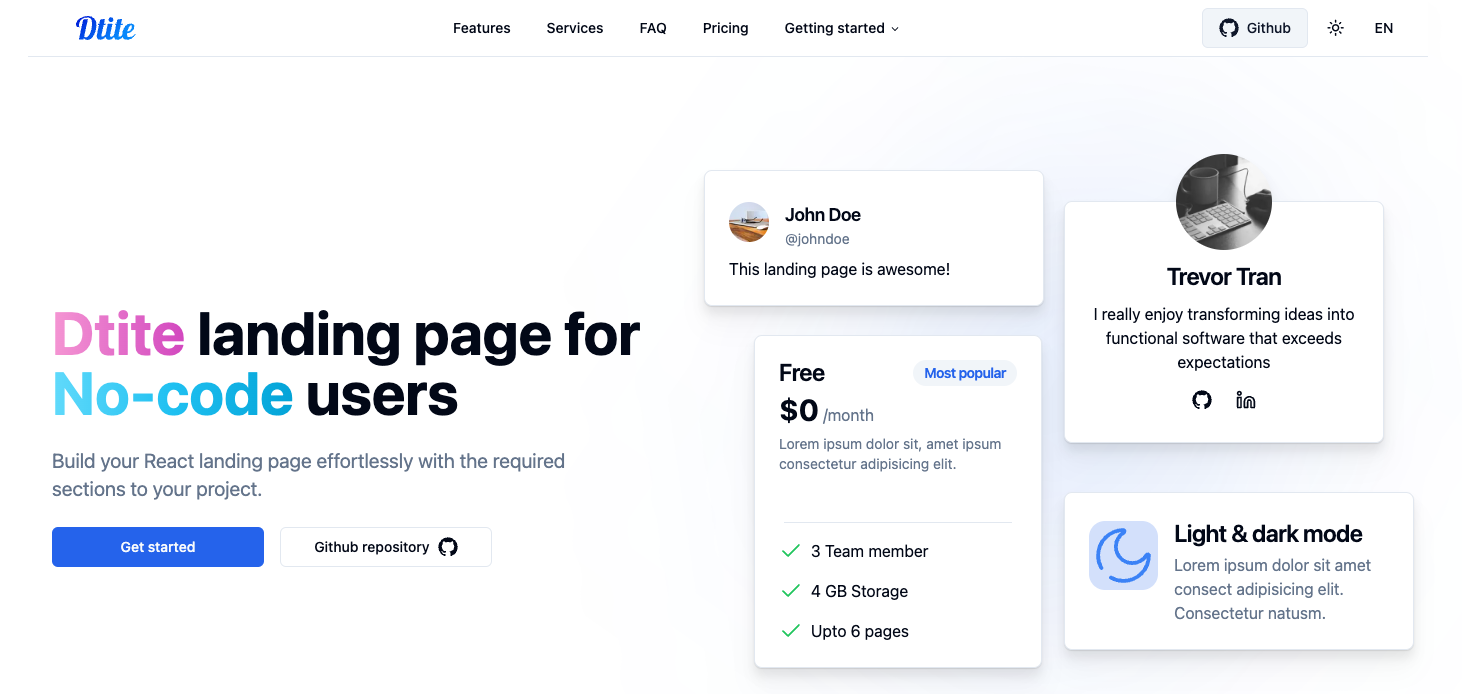 Dtite
Features
Services
FAQ
Pricing
Getting started
Github
EN
Dtite landing page for
No-code users
Build your React landing page effortlessly with the required
sections to your project.
Get started
Github repository
John Doe
@johndoe
This landing page is awesome!
Free
Most popular
$0 /month
Lorem ipsum dolor sit, amet ipsum
consectetur adipisicing elit.
3 Team member
4 GB Storage
Upto 6 pages
Trevor Tran
I really enjoy transforming ideas into
functional software that exceeds
expectations
in
Light & dark mode
Lorem ipsum dolor sit amet
consect adipisicing elit.
Consectetur natusm.